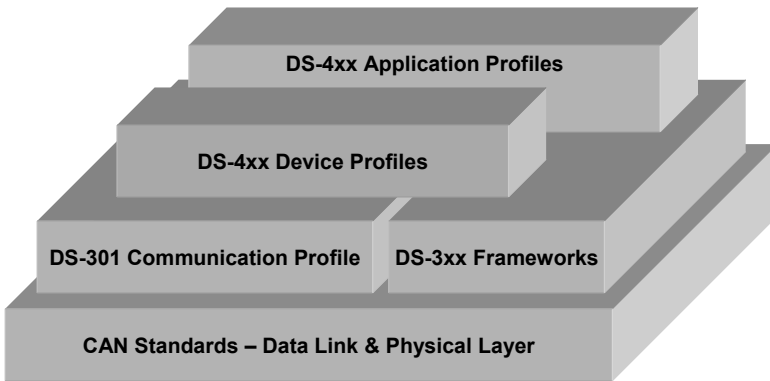 DS-4xx Application Profiles
DS-4xx Device Profiles
DS-301 Communication Profile
DS-3xx Frameworks
CAN Standards – Data Link & Physical Layer